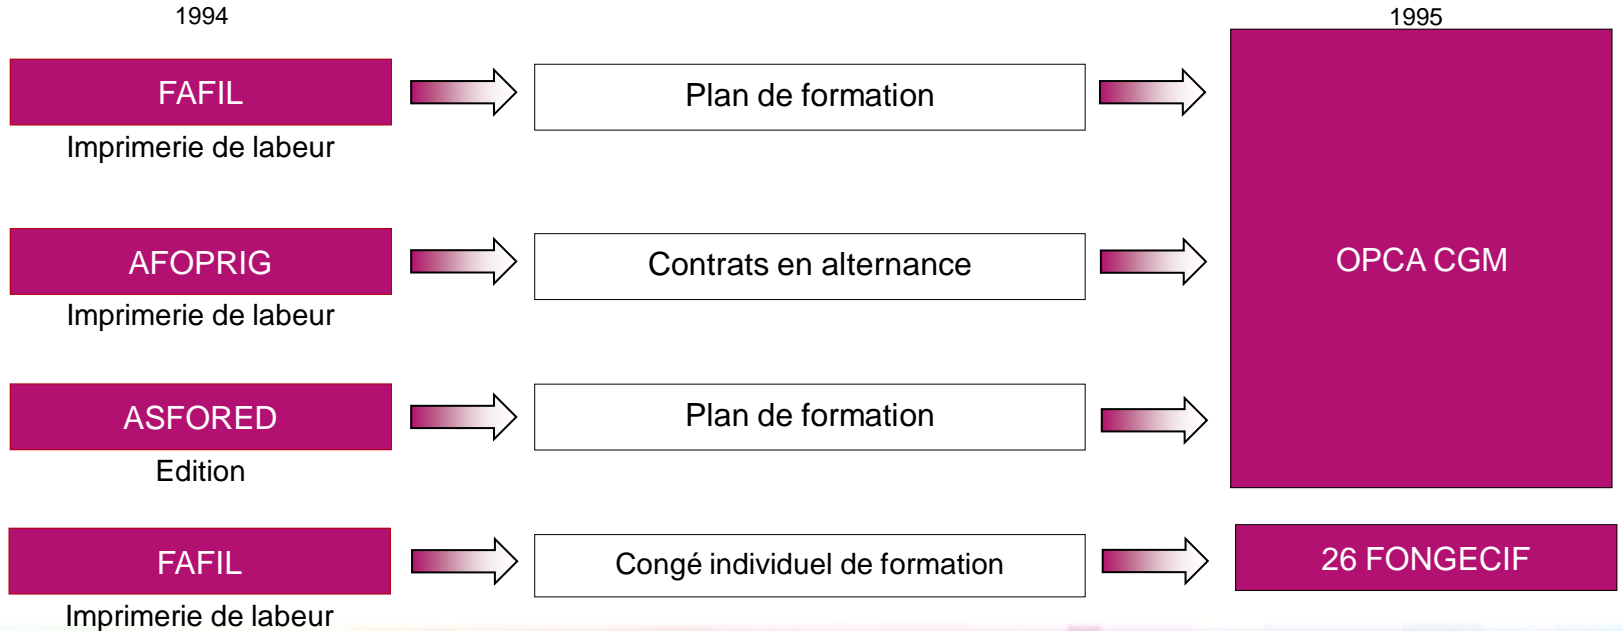 1994
1995
FAFIL
Plan de formation
Imprimerie de labeur
AFOPRIG
Contrats en alternance
OPCA CGM
Imprimerie de labeur
ASFORED
Plan de formation
Edition
FAFIL
Congé individuel de formation
26 FONGECIF
Imprimerie de labeur